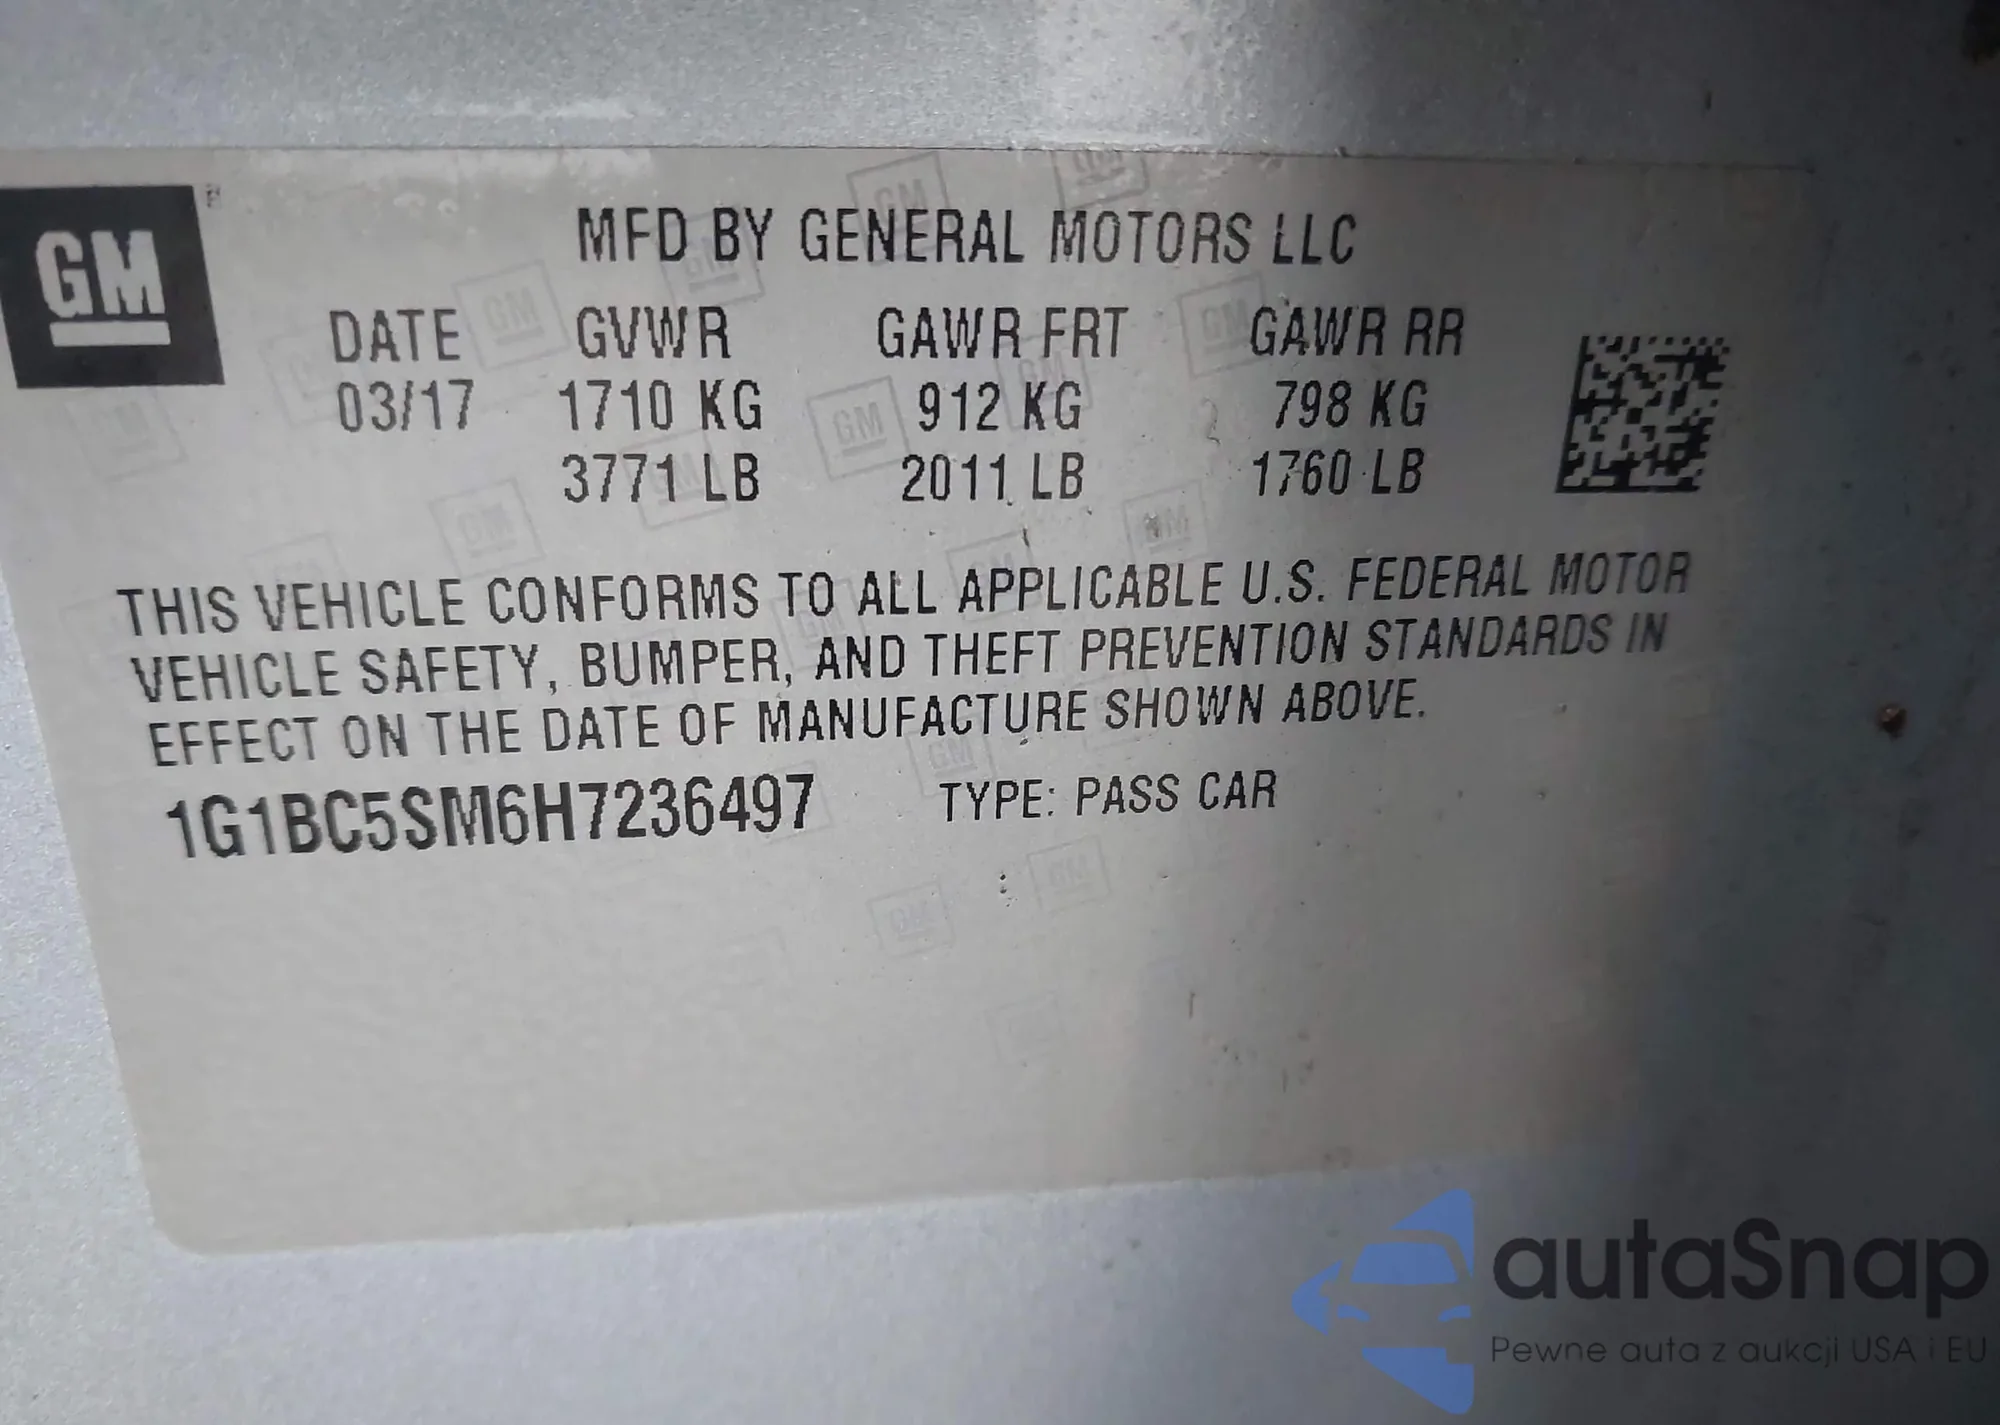 GM
MFD BY GENERAL MOTORS LLC
DATE GVWR GAWR FRT GAWR RR
03/17 1710 KG 912 KG 798 KG
3771 LB 2011 LB 1760 LB
THIS VEHICLE CONFORMS TO ALL APPLICABLE U.S. FEDERAL MOTOR
VEHICLE SAFETY, BUMPER, AND THEFT PREVENTION STANDARDS IN
EFFECT ON THE DATE OF MANUFACTURE SHOWN ABOVE.
1G1BC5SM6H7236497 TYPE: PASS CAR
autaSnap
Pewne auta z aukcji USA i EU